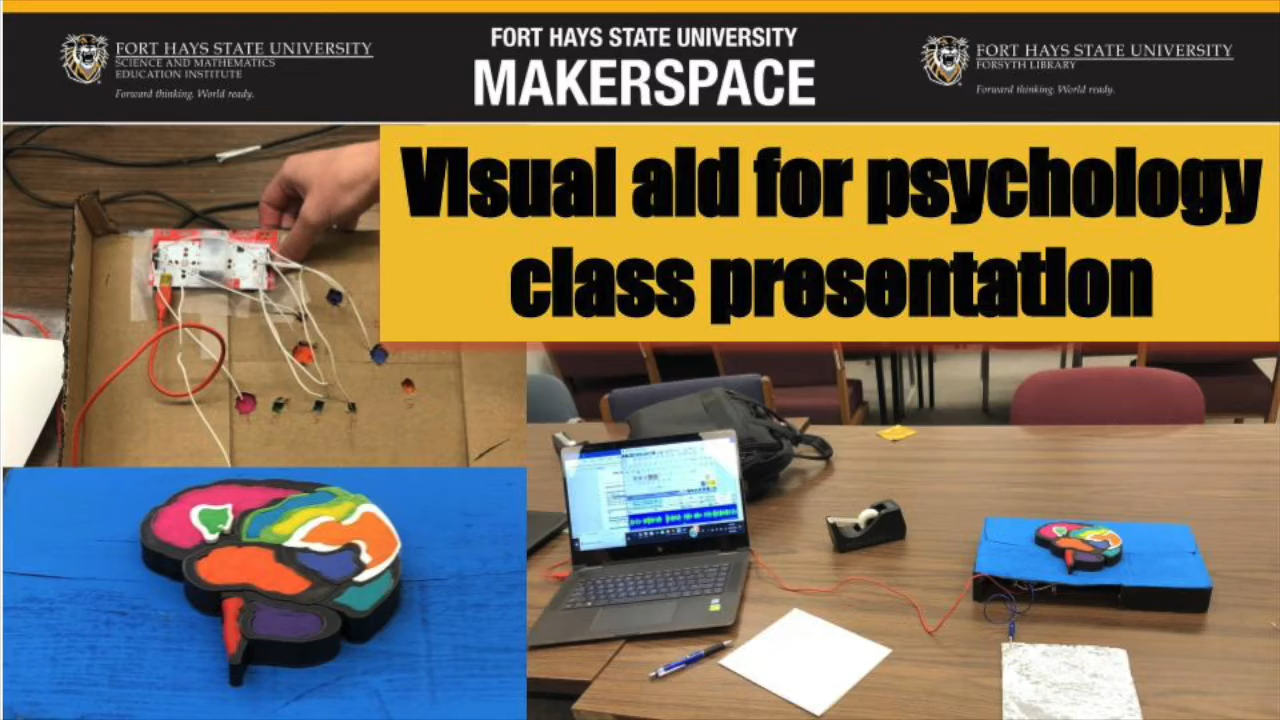 FORT HAYS STATE UNIVERSITY
SCIENCE AND MATHEMATICS
EDUCATION INSTITUTE
Forward thinking. World ready.
FORT HAYS STATE UNIVERSITY
MAKERSPACE
FORT HAYS STATE UNIVERSITY
FORSYTH LIBRARY
Forward thinking. World ready.
Visual aid for psychology
class presentation